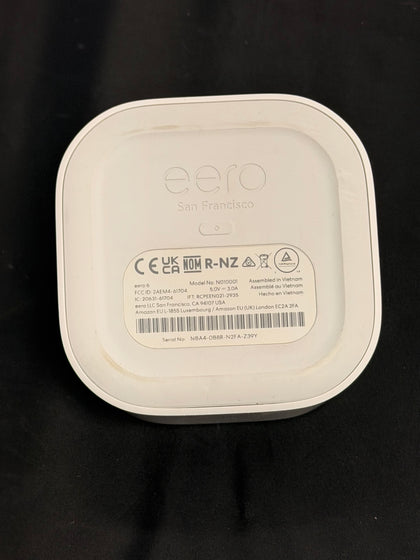 eero
San Francisco
CE UK CA NOM R-NZ
eero 6 Model No. N010001 Assembled in Vietnam
FCC ID: 2AEM4-61704 5.0V ⎓ 3.0A Assemblé au Vietnam
IC: 20631-61704 IFT: RCPEEN021-2935 Hecho en Vietnam
eero LLC San Francisco, CA 94107 USA
Amazon EU L-1855 Luxembourg / Amazon EU (UK) London EC2A 2FA
Serial No.